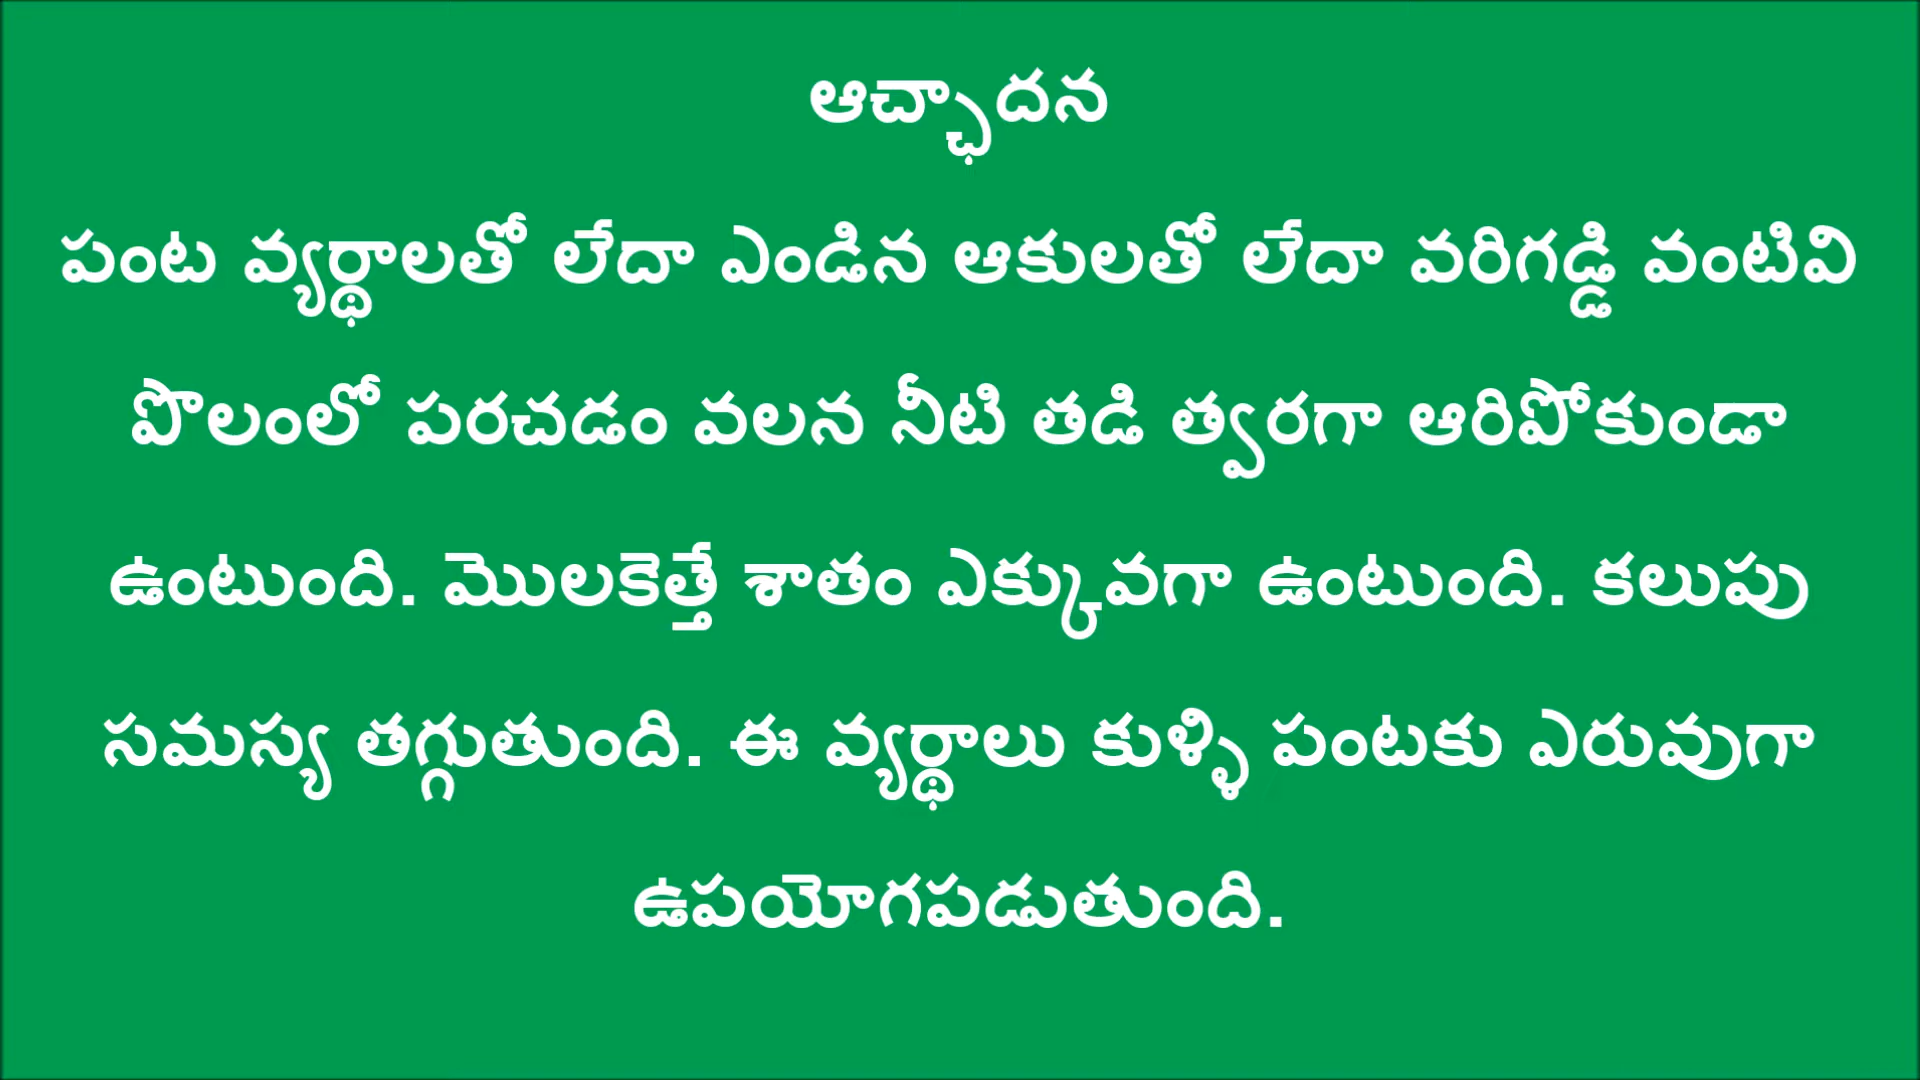 ఆచ్ఛాదన
పంట వ్యర్థాలతో లేదా ఎండిన ఆకులతో లేదా వరిగడ్డి వంటివి
పొలంలో పరచడం వలన నీటి తడి త్వరగా ఆరిపోకుండా
ఉంటుంది. మొలకెత్తే శాతం ఎక్కువగా ఉంటుంది. కలుపు
సమస్య తగ్గుతుంది. ఈ వ్యర్థాలు కుళ్ళి పంటకు ఎరువుగా
ఉపయోగపడుతుంది.